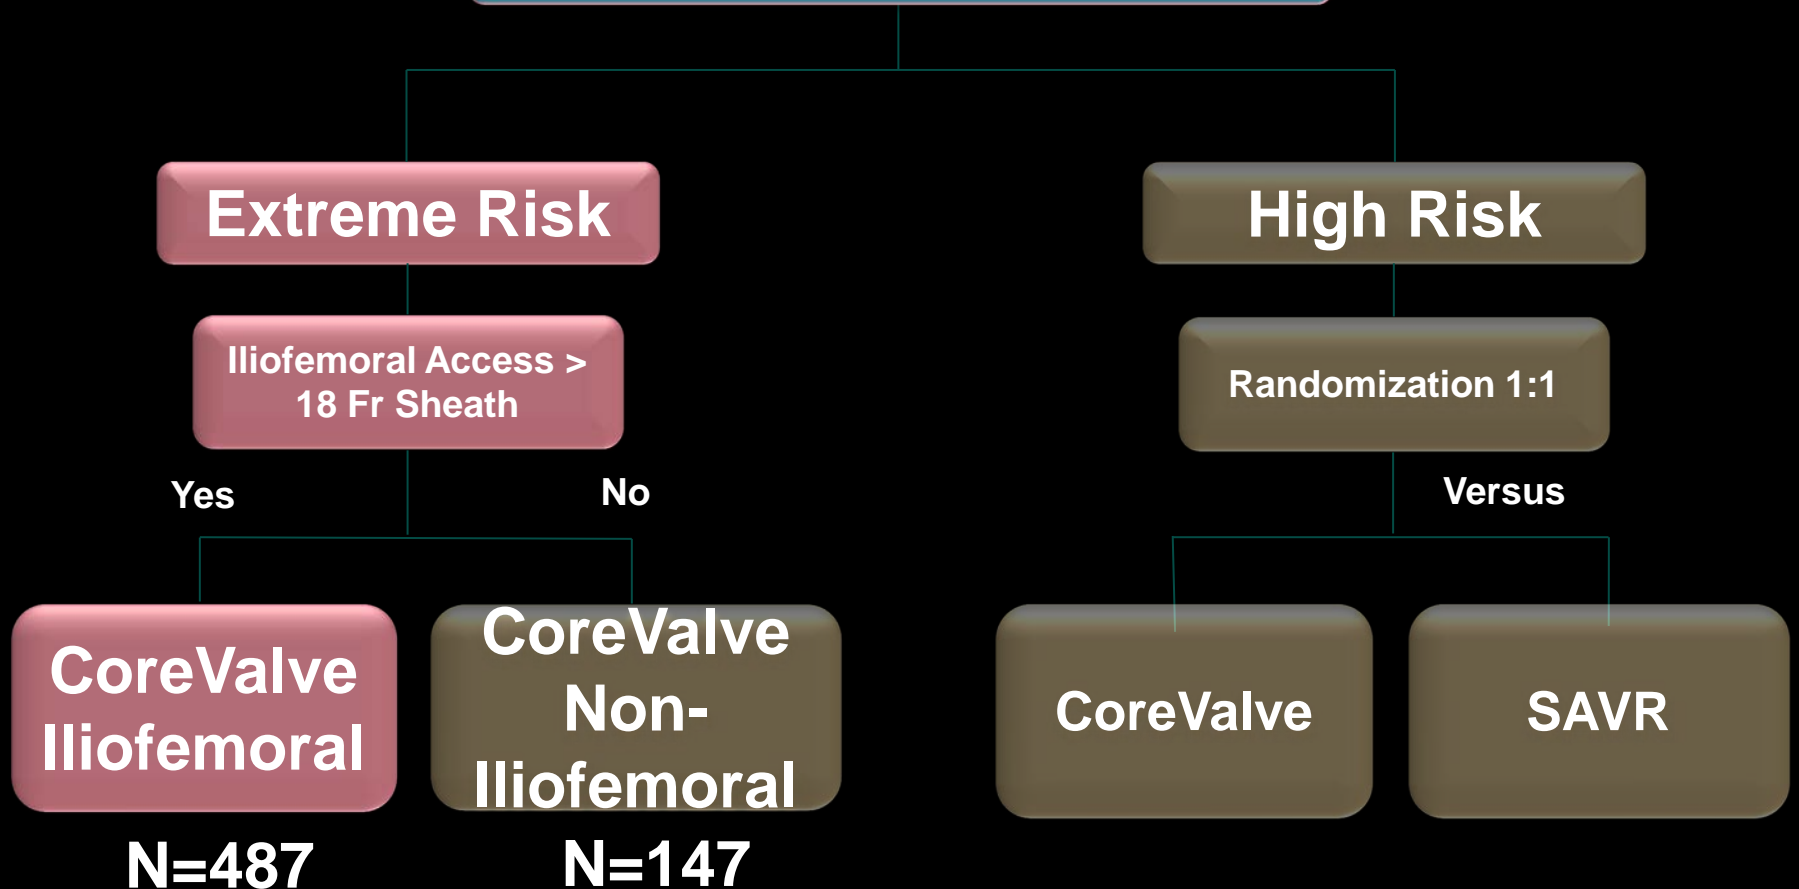 Extreme Risk
High Risk
Iliofemoral Access >
18 Fr Sheath
Randomization 1:1
Yes
No
Versus
CoreValve
Iliofemoral
CoreValve
Non-
Iliofemoral
CoreValve
SAVR
N=487
N=147